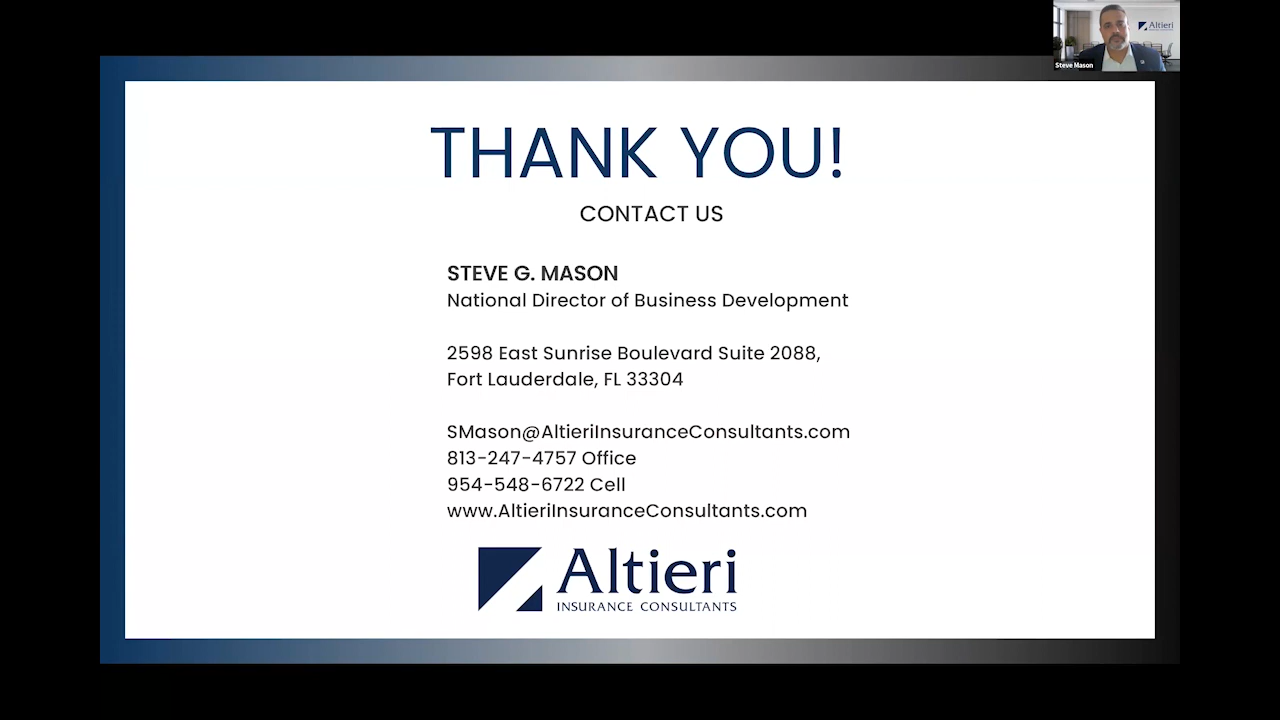 Altieri
Steve Mason
THANK YOU!
CONTACT US
STEVE G. MASON
National Director of Business Development
2598 East Sunrise Boulevard Suite 2088,
Fort Lauderdale, FL 33304
SMason@AltieriInsuranceConsultants.com
813-247-4757 Office
954-548-6722 Cell
www.AltieriInsuranceConsultants.com
Altieri
INSURANCE CONSULTANTS